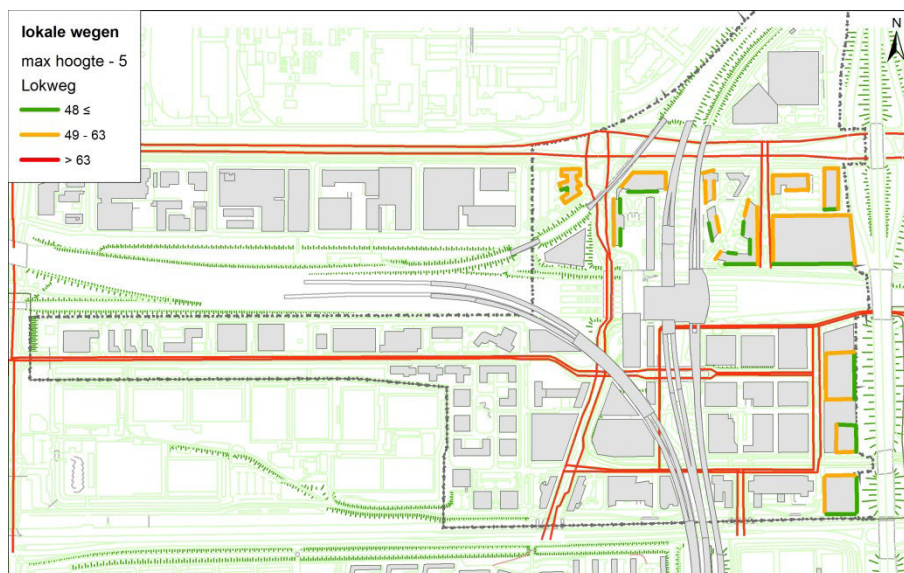 lokale wegen
max hoogte - 5
Lokweg
48 ≤
49 - 63
> 63
N